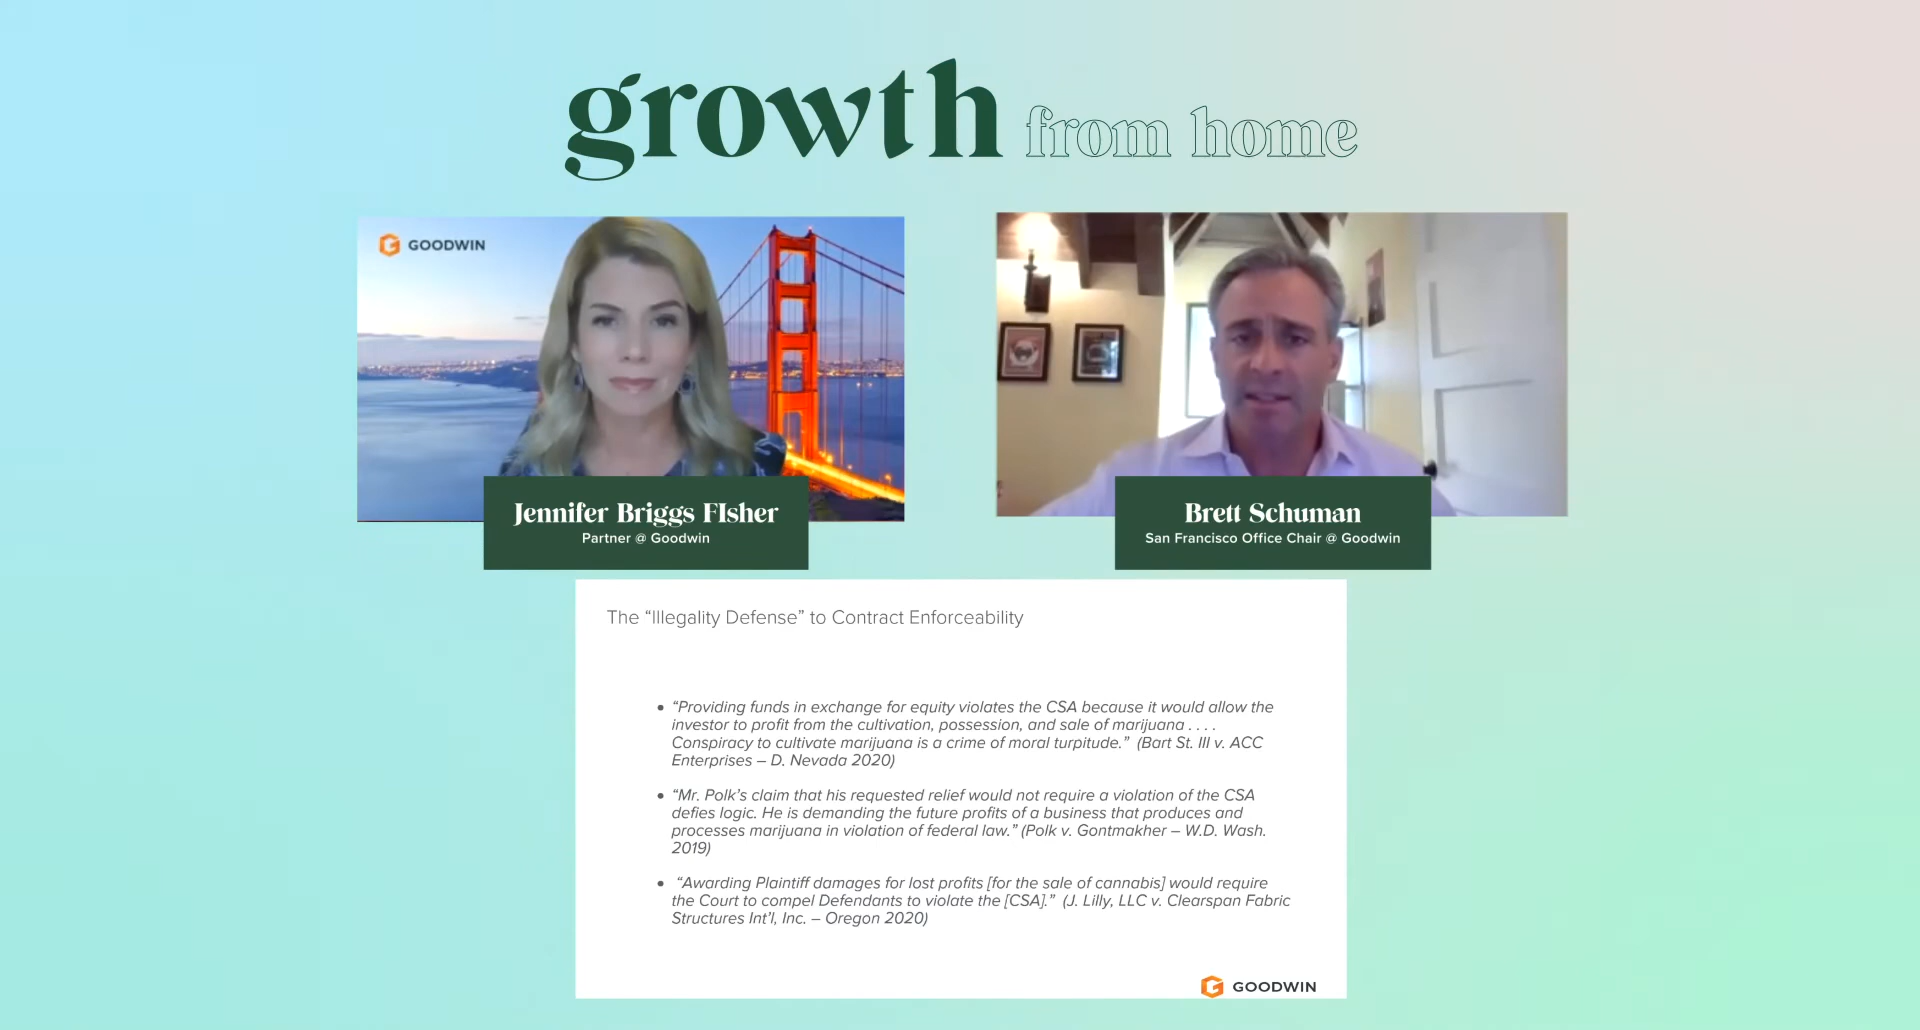 growth from home
GOODWIN
Jennifer Briggs FIsher
Partner @ Goodwin
Brett Schuman
San Francisco Office Chair @ Goodwin
The “Illegality Defense” to Contract Enforceability
• “Providing funds in exchange for equity violates the CSA because it would allow the
investor to profit from the cultivation, possession, and sale of marijuana . . . .
Conspiracy to cultivate marijuana is a crime of moral turpitude.” (Bart St. III v. ACC
Enterprises – D. Nevada 2020)
• “Mr. Polk’s claim that his requested relief would not require a violation of the CSA
defies logic. He is demanding the future profits of a business that produces and
processes marijuana in violation of federal law.” (Polk v. Gontmakher – W.D. Wash.
2019)
• “Awarding Plaintiff damages for lost profits [for the sale of cannabis] would require
the Court to compel Defendants to violate the [CSA].” (J. Lilly, LLC v. Clearspan Fabric
Structures Int’l, Inc. – Oregon 2020)
GOODWIN